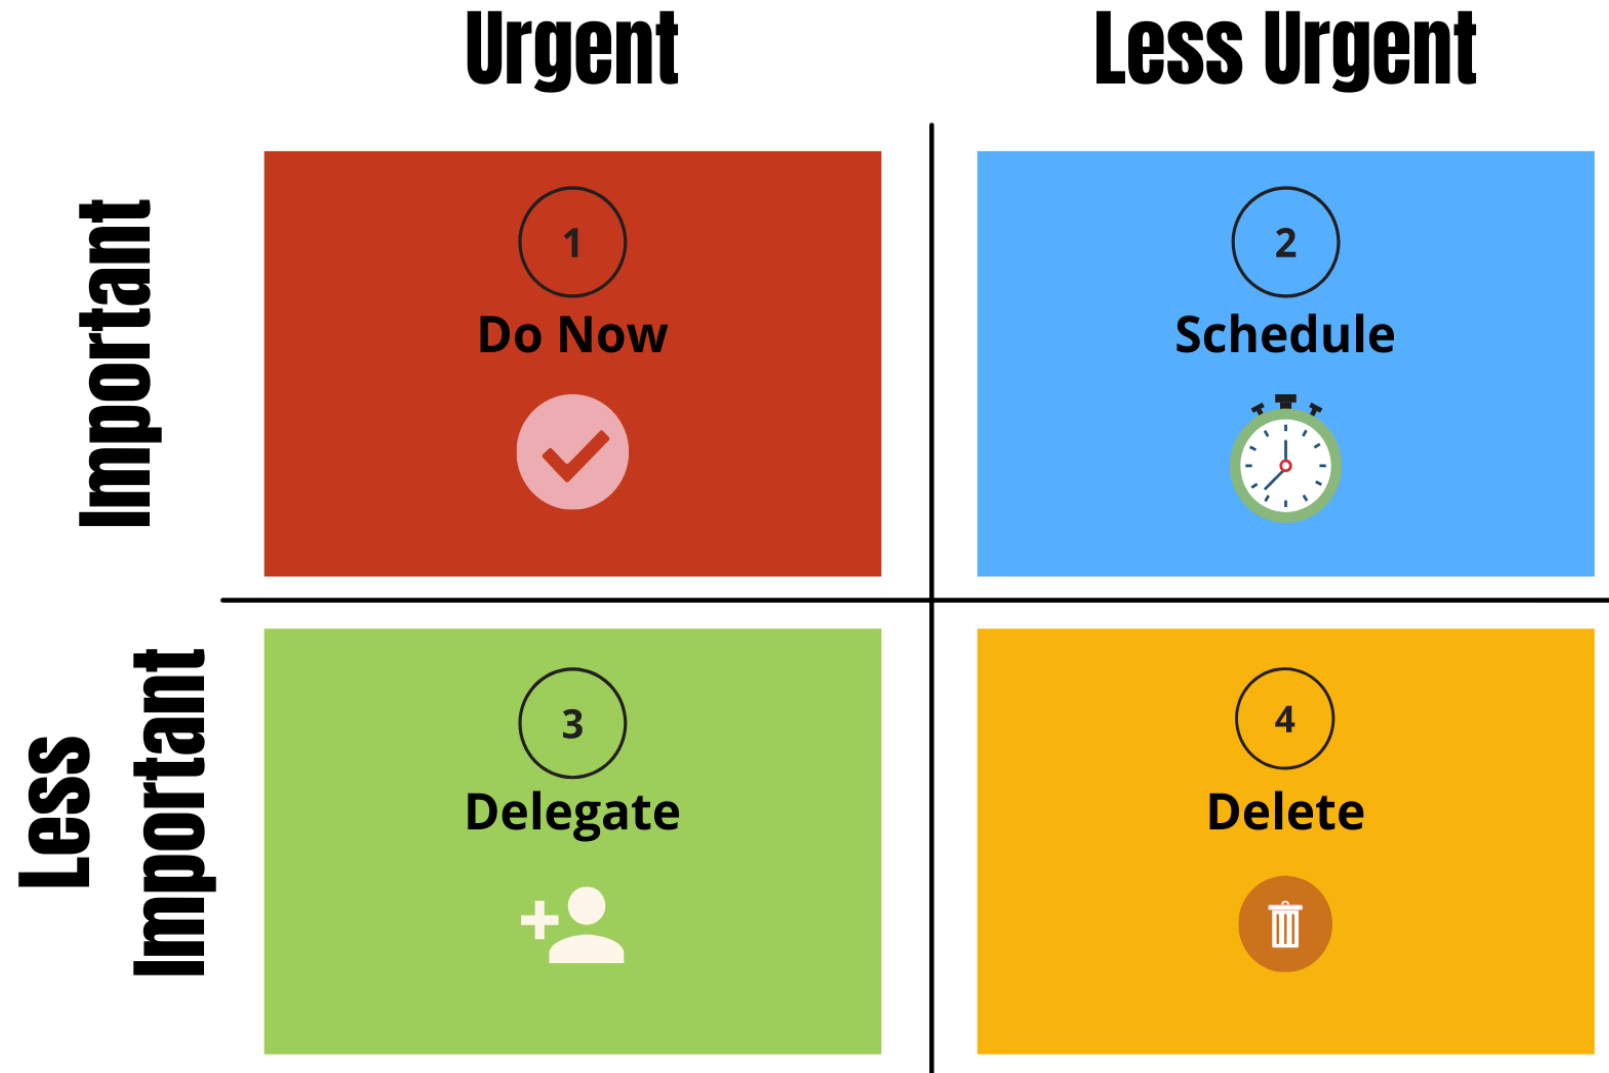 Urgent
Less Urgent
Important
1
Do Now
2
Schedule
Less
Important
3
Delegate
4
Delete